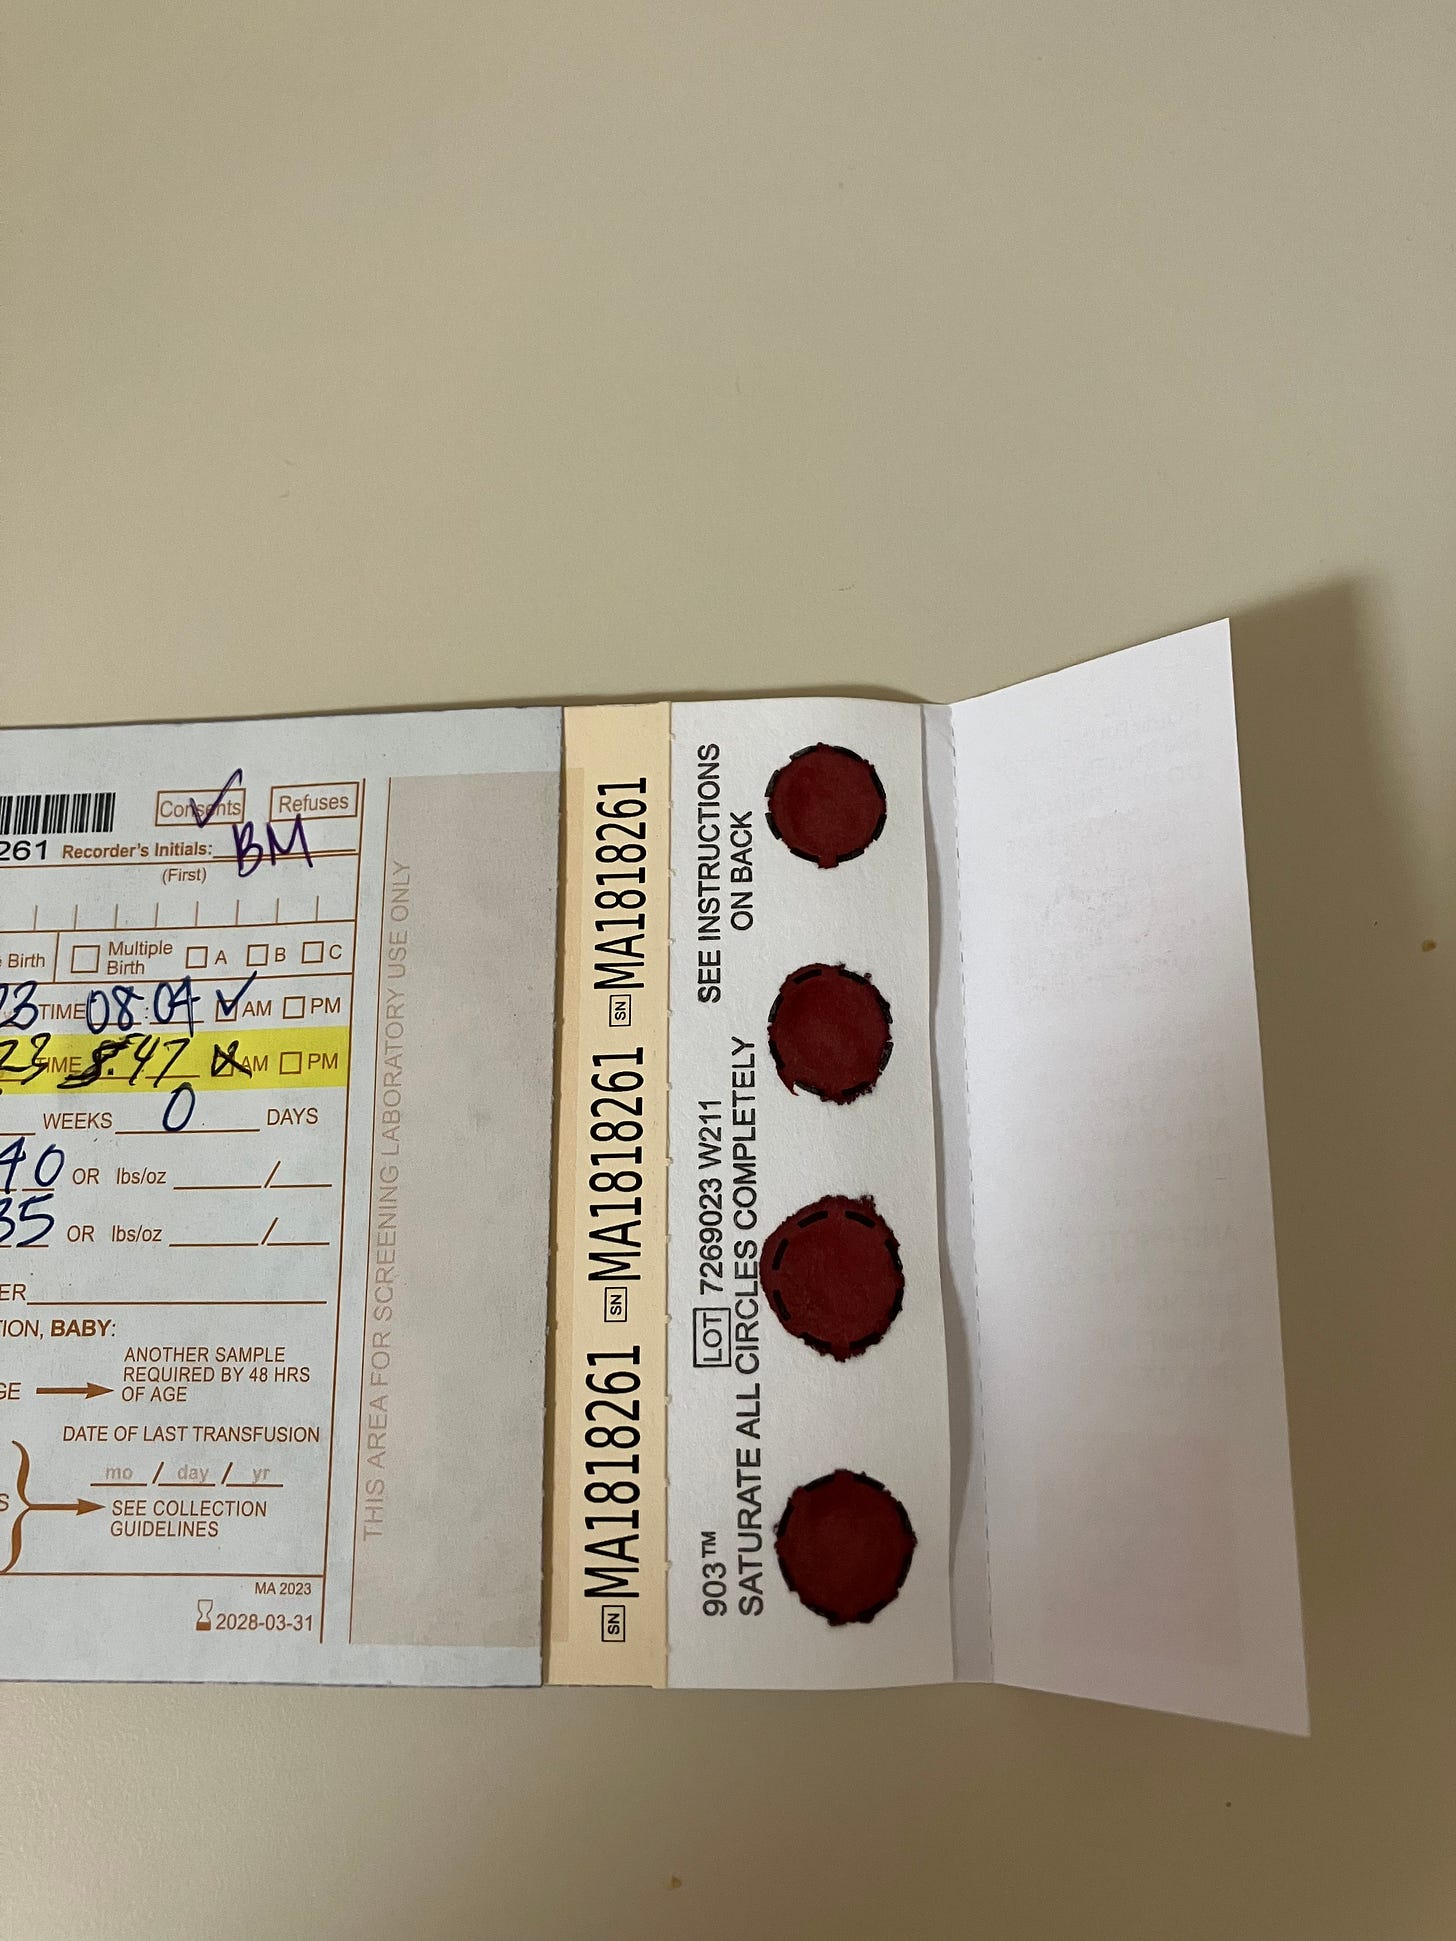 Consents Refuses
261 Recorder's Initials: BM
(First)
Birth Multiple Birth A B C
23 TIME 08:04 AM PM
23 TIME 8:47 AM PM
WEEKS 0 DAYS
40 OR lbs/oz /
35 OR lbs/oz /
ER
ION, BABY:
GE ANOTHER SAMPLE
REQUIRED BY 48 HRS
OF AGE
DATE OF LAST TRANSFUSION
mo / day / yr
S SEE COLLECTION
GUIDELINES
MA 2023
2028-03-31
THIS AREA FOR SCREENING LABORATORY USE ONLY
SN MA1818261 SN MA1818261 SN MA1818261
903™ LOT 7269023 W211 SEE INSTRUCTIONS
SATURATE ALL CIRCLES COMPLETELY ON BACK